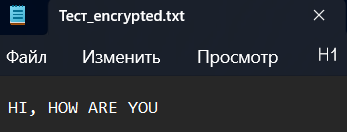 Тест_encrypted.txt
Файл Изменить Просмотр H1
HI, HOW ARE YOU